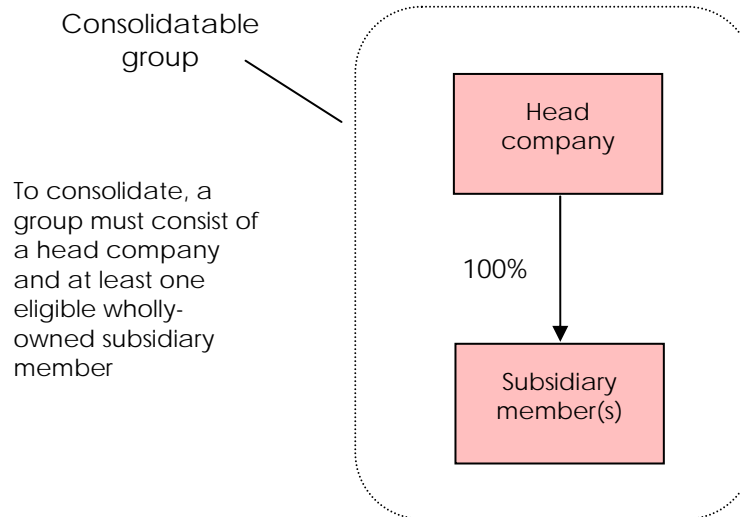 Consolidatable
group
To consolidate, a
group must consist of
a head company
and at least one
eligible wholly-
owned subsidiary
member
Head
company
100%
Subsidiary
member(s)